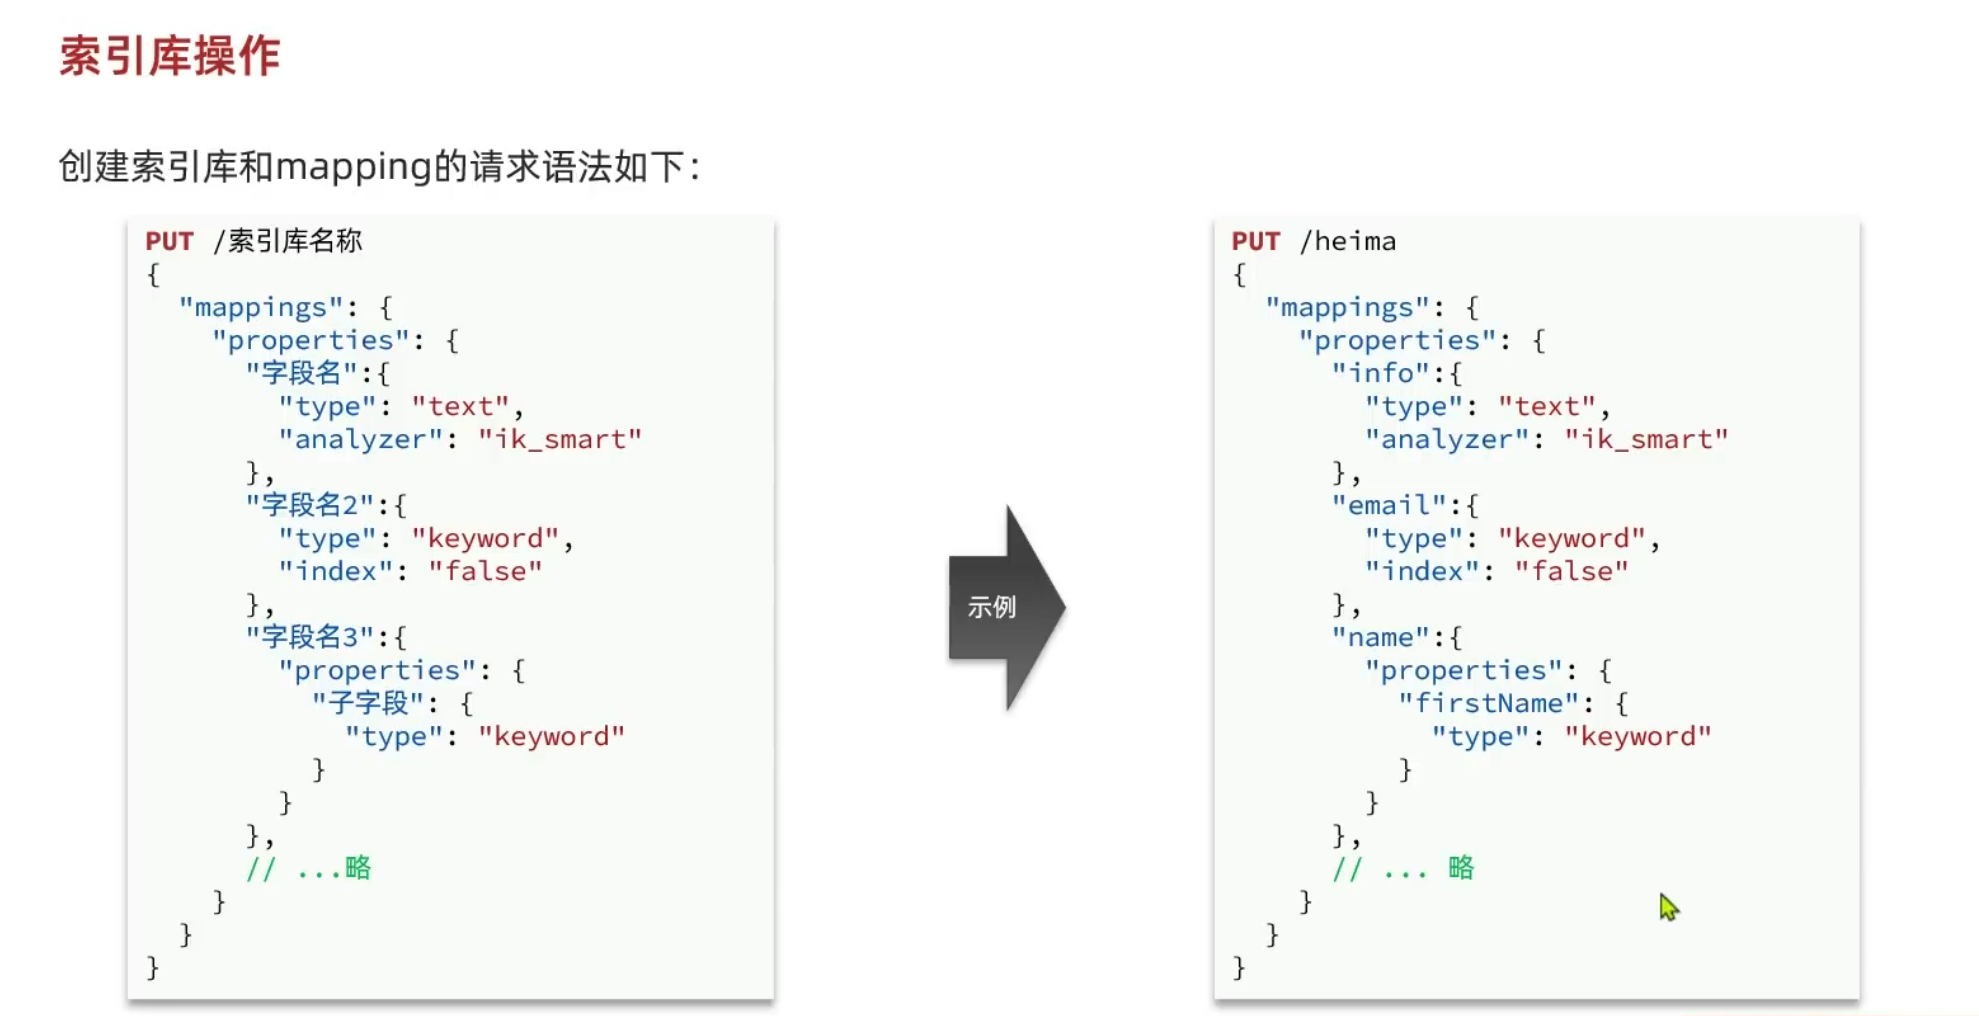 索引库操作
创建索引库和mapping的请求语法如下：
PUT /索引库名称
{
  "mappings": {
    "properties": {
      "字段名":{
        "type": "text",
        "analyzer": "ik_smart"
      },
      "字段名2":{
        "type": "keyword",
        "index": "false"
      },
      "字段名3":{
        "properties": {
          "子字段": {
            "type": "keyword"
          }
        }
      },
      // ...略
    }
  }
}
示例
PUT /heima
{
  "mappings": {
    "properties": {
      "info":{
        "type": "text",
        "analyzer": "ik_smart"
      },
      "email":{
        "type": "keyword",
        "index": "false"
      },
      "name":{
        "properties": {
          "firstName": {
            "type": "keyword"
          }
        }
      },
      // ... 略
    }
  }
}